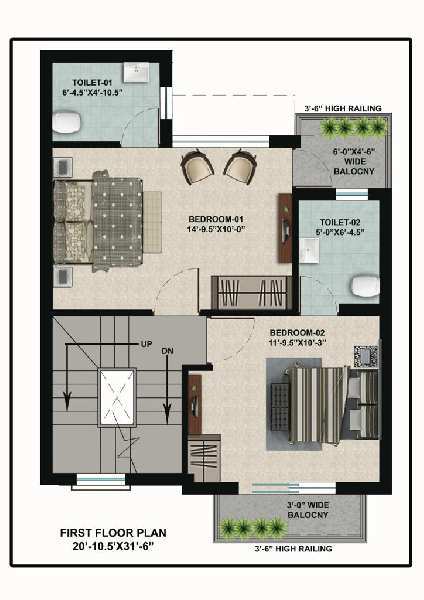 TOILET-01
6'-4.5"X4'-10.5"
3'-6" HIGH RAILING
6'-0"X4'-6"
WIDE
BALOCNY
BEDROOM-01
14'-9.5"X10'-0"
TOILET-02
5'-0"X6'-4.5"
BEDROOM-02
11'-9.5"X10'-3"
UP
DN
3'-0" WIDE
BALOCNY
FIRST FLOOR PLAN
20'-10.5'X31'-6"
3'-6" HIGH RAILING